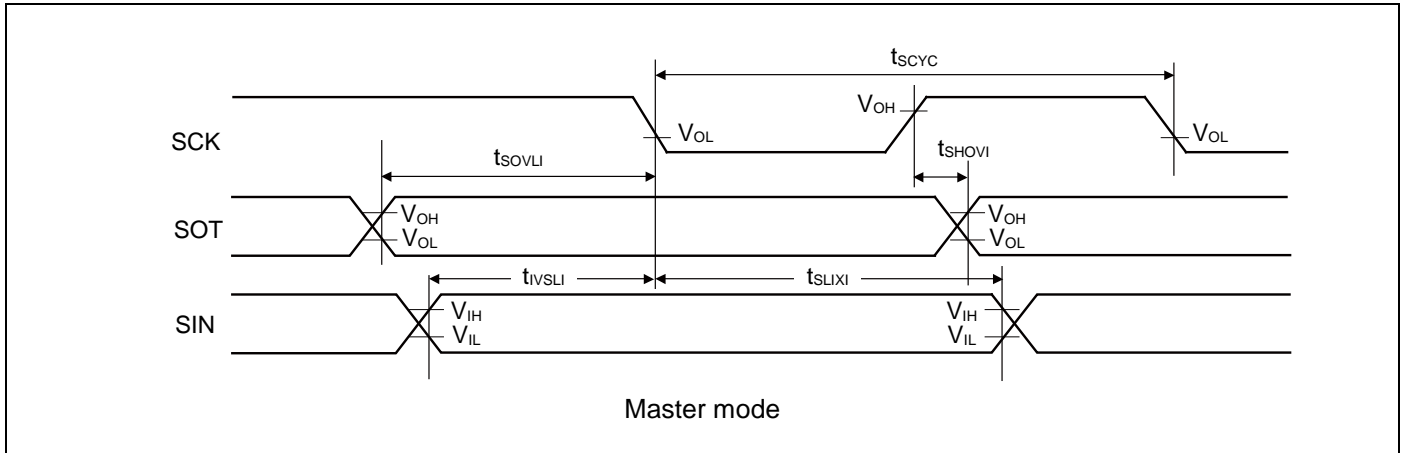 tSCYC
VOH
SCK
VOL
VOL
tSOVLI
tSHOVI
SOT
VOH
VOL
VOH
VOL
tIVSLI
tSLIXI
SIN
VIH
VIL
VIH
VIL
Master mode